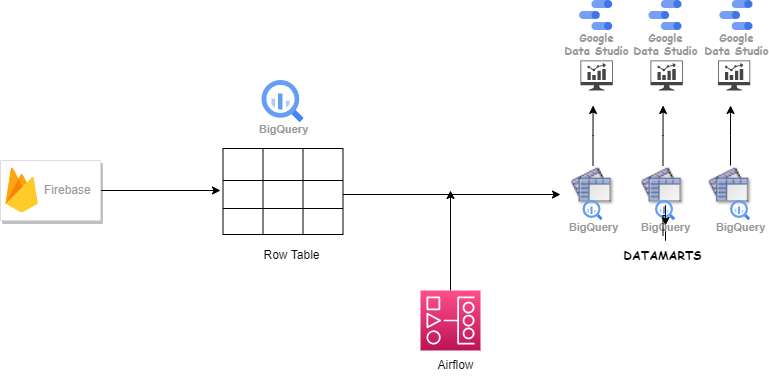 Google
Data Studio
Google
Data Studio
Google
Data Studio
BigQuery
Firebase
Row Table
BigQuery
BigQuery
BigQuery
DATAMARTS
Airflow